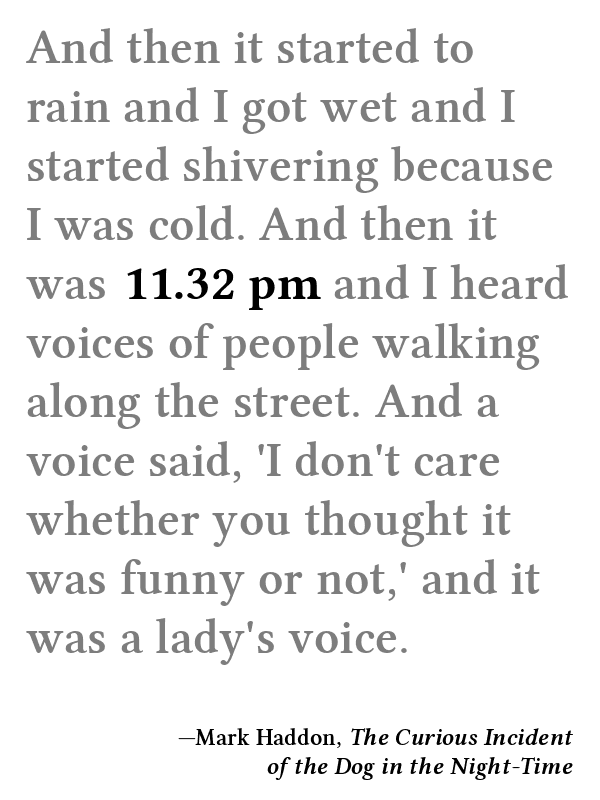 And then it started to
rain and I got wet and I
started shivering because
I was cold. And then it
was 11.32 pm and I heard
voices of people walking
along the street. And a
voice said, 'I don't care
whether you thought it
was funny or not,' and it
was a lady's voice.
—Mark Haddon, The Curious Incident
of the Dog in the Night-Time